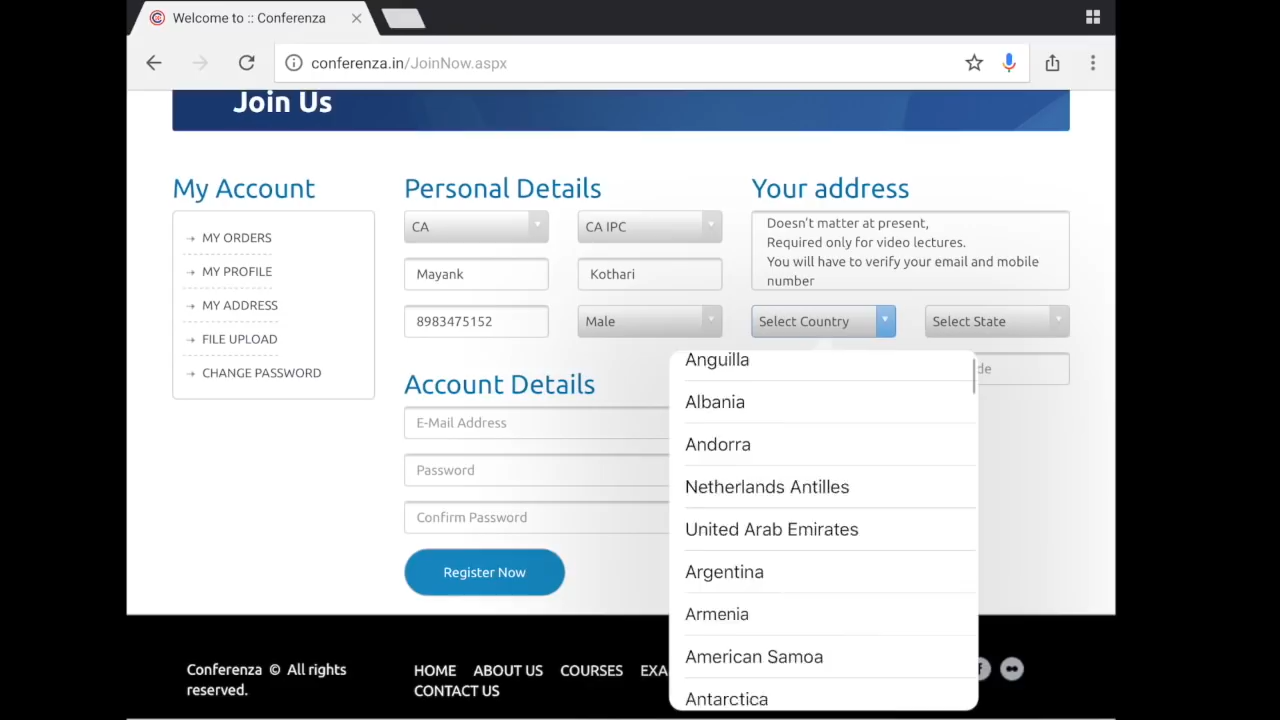 Welcome to :: Conferenza
conferenza.in/JoinNow.aspx
Join Us
My Account
MY ORDERS
MY PROFILE
MY ADDRESS
FILE UPLOAD
CHANGE PASSWORD
Personal Details
CA
CA IPC
Mayank
Kothari
8983475152
Male
Your address
Doesn't matter at present,
Required only for video lectures.
You will have to verify your email and mobile
number
Select Country
Select State
de
Anguilla
Albania
Andorra
Netherlands Antilles
United Arab Emirates
Argentina
Armenia
American Samoa
Antarctica
Account Details
E-Mail Address
Password
Confirm Password
Register Now
Conferenza © All rights
reserved.
HOME ABOUT US COURSES EXA
CONTACT US